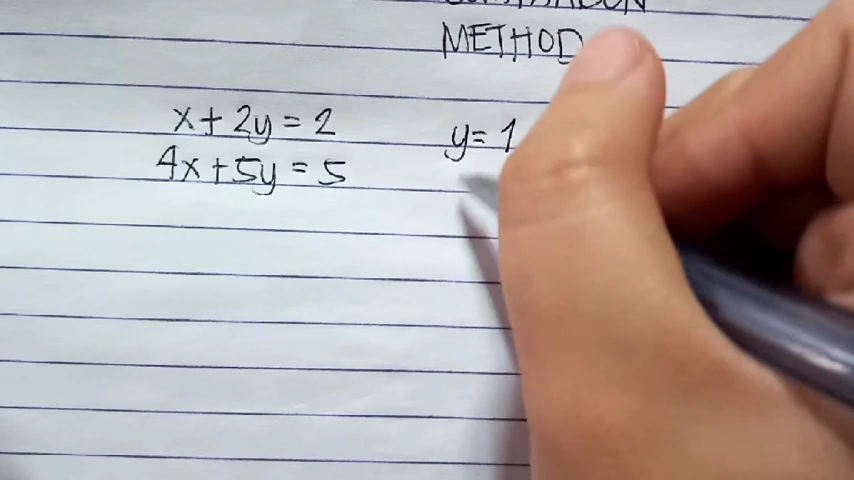 METHOD
x + 2y = 2
4x + 5y = 5
y = 1